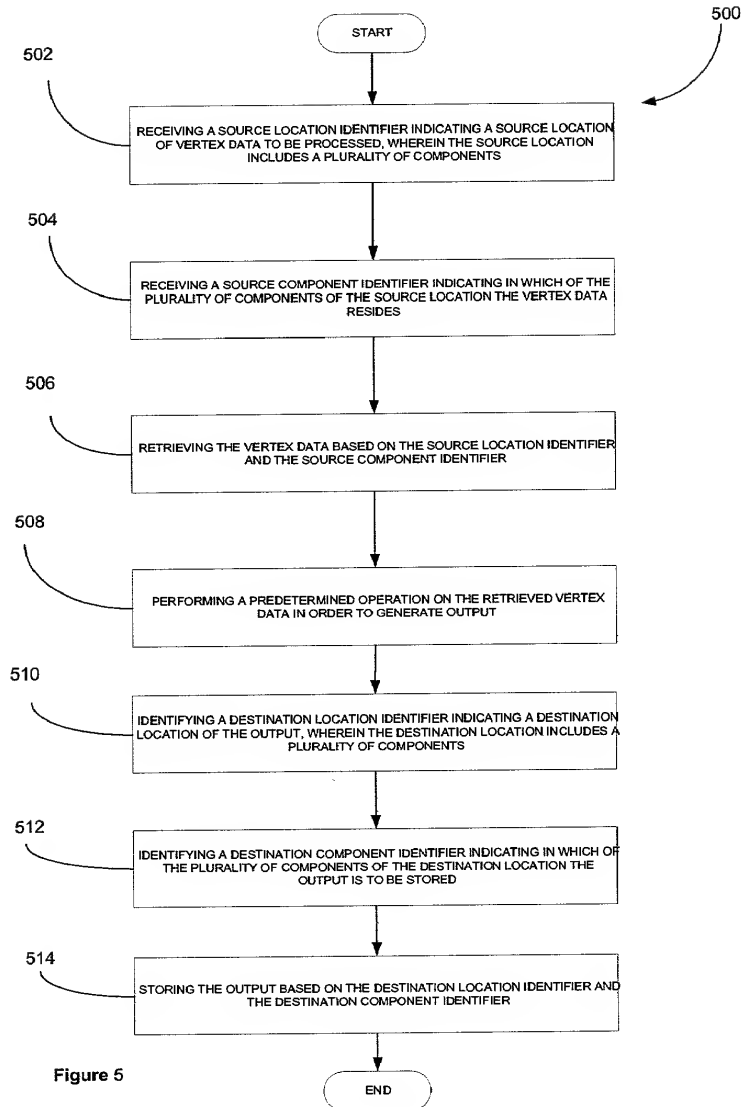 START
500
502
RECEIVING A SOURCE LOCATION IDENTIFIER INDICATING A SOURCE LOCATION
OF VERTEX DATA TO BE PROCESSED, WHEREIN THE SOURCE LOCATION
INCLUDES A PLURALITY OF COMPONENTS
504
RECEIVING A SOURCE COMPONENT IDENTIFIER INDICATING IN WHICH OF THE
PLURALITY OF COMPONENTS OF THE SOURCE LOCATION THE VERTEX DATA
RESIDES
506
RETRIEVING THE VERTEX DATA BASED ON THE SOURCE LOCATION IDENTIFIER
AND THE SOURCE COMPONENT IDENTIFIER
508
PERFORMING A PREDETERMINED OPERATION ON THE RETRIEVED VERTEX
DATA IN ORDER TO GENERATE OUTPUT
510
IDENTIFYING A DESTINATION LOCATION IDENTIFIER INDICATING A DESTINATION
LOCATION OF THE OUTPUT, WHEREIN THE DESTINATION LOCATION INCLUDES A
PLURALITY OF COMPONENTS
512
IDENTIFYING A DESTINATION COMPONENT IDENTIFIER INDICATING IN WHICH OF
THE PLURALITY OF COMPONENTS OF THE DESTINATION LOCATION THE
OUTPUT IS TO BE STORED
514
STORING THE OUTPUT BASED ON THE DESTINATION LOCATION IDENTIFIER AND
THE DESTINATION COMPONENT IDENTIFIER
Figure 5
END